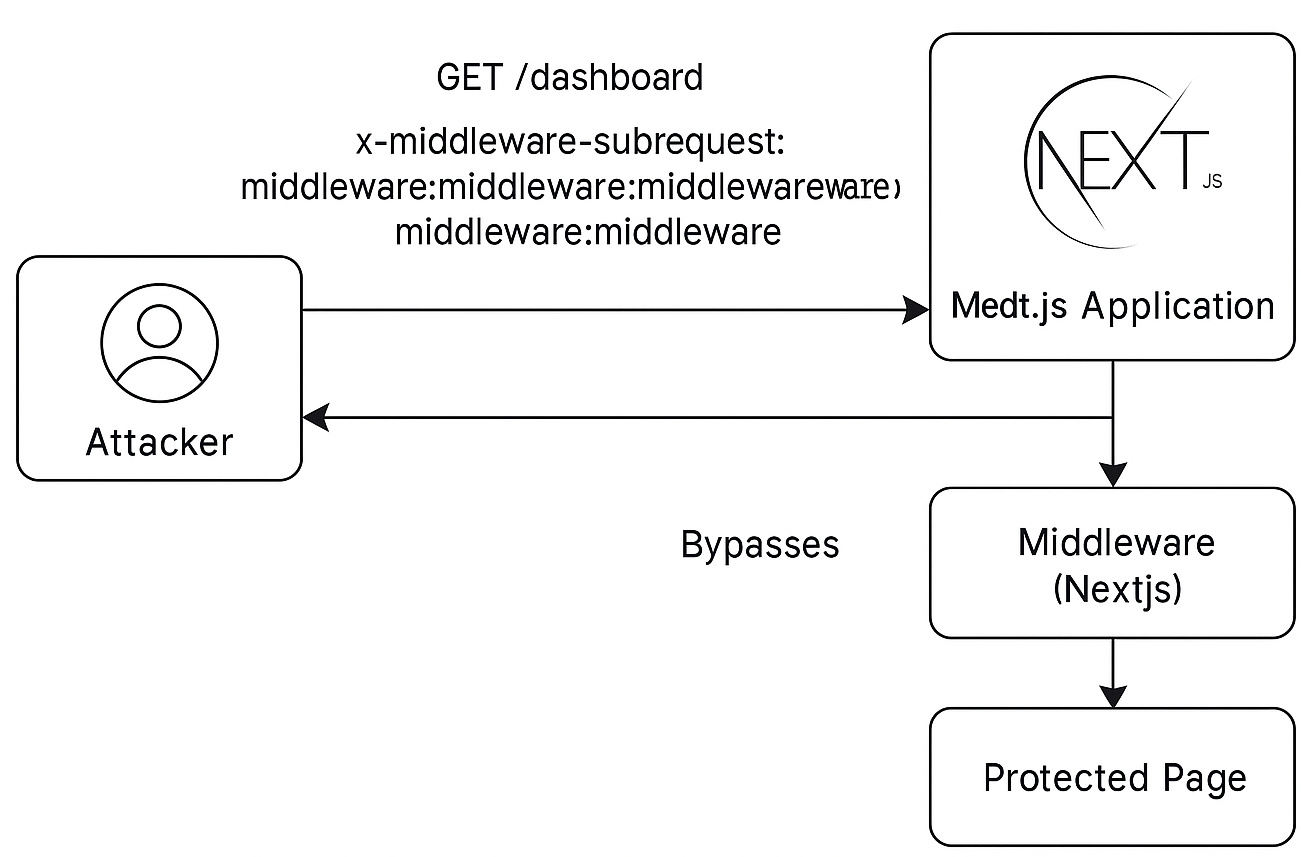 GET /dashboard
x-middleware-subrequest:
middleware:middleware:middlewareware)
middleware:middleware
NEXT.JS
Medt.js Application
Attacker
Bypasses
Middleware
(Nextjs)
Protected Page